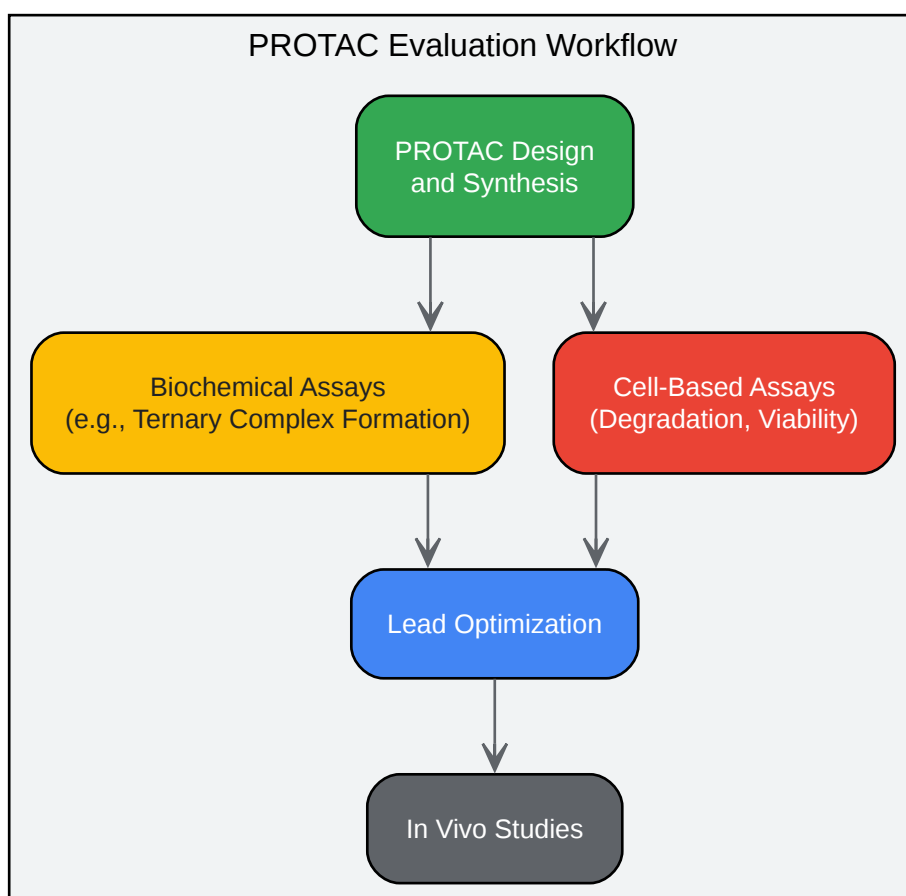 PROTAC Evaluation Workflow
PROTAC Design
and Synthesis
Biochemical Assays
(e.g., Ternary Complex Formation)
Cell-Based Assays
(Degradation, Viability)
Lead Optimization
In Vivo Studies